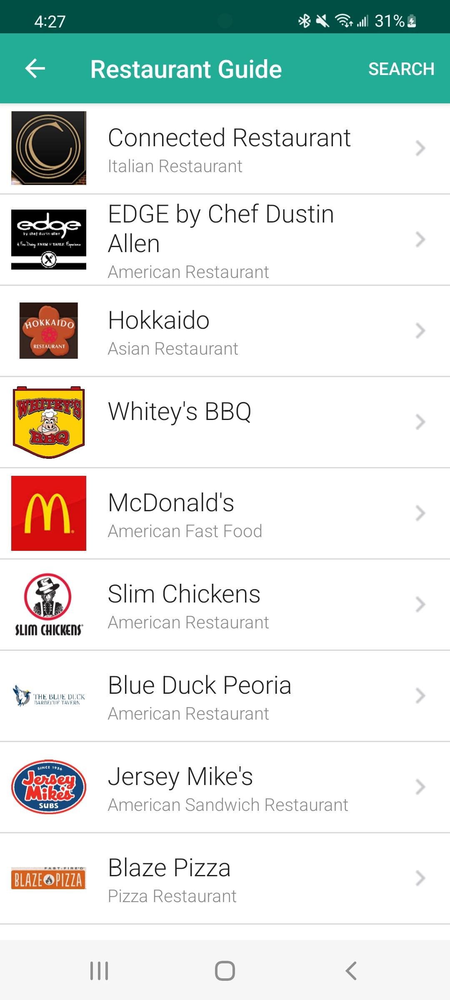 4:27
31%
Restaurant Guide
SEARCH
C
Connected Restaurant
Italian Restaurant
edge
by chef-dustin-allen
A Fine Dining FARM TO TABLE Experience
EDGE by Chef Dustin
Allen
American Restaurant
HOKKAIDO
RESTAURANT
Hokkaido
Asian Restaurant
WHITEY'S
BBQ
Whitey's BBQ
M
McDonald's
American Fast Food
SLIM CHICKENS
Slim Chickens
American Restaurant
THE BLUE DUCK
BARBECUE TAVERN
Blue Duck Peoria
American Restaurant
SINCE 1956
Jersey
Mike's
SUBS
Jersey Mike's
American Sandwich Restaurant
FAST-FIRE'D
BLAZE PIZZA
Blaze Pizza
Pizza Restaurant